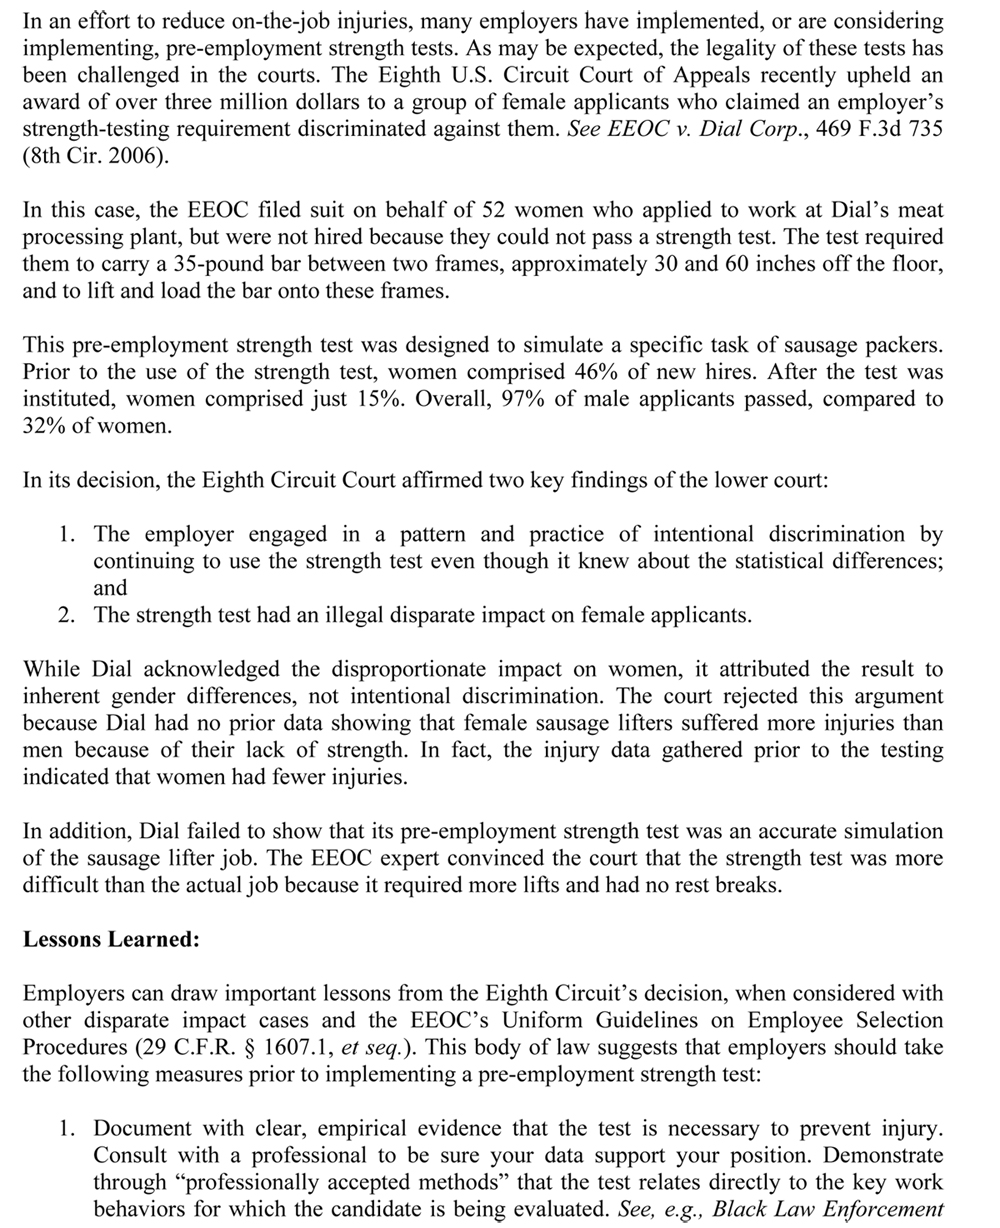 In an effort to reduce on-the-job injuries, many employers have implemented, or are considering
implementing, pre-employment strength tests. As may be expected, the legality of these tests has
been challenged in the courts. The Eighth U.S. Circuit Court of Appeals recently upheld an
award of over three million dollars to a group of female applicants who claimed an employer’s
strength-testing requirement discriminated against them. See EEOC v. Dial Corp., 469 F.3d 735
(8th Cir. 2006).
In this case, the EEOC filed suit on behalf of 52 women who applied to work at Dial’s meat
processing plant, but were not hired because they could not pass a strength test. The test required
them to carry a 35-pound bar between two frames, approximately 30 and 60 inches off the floor,
and to lift and load the bar onto these frames.
This pre-employment strength test was designed to simulate a specific task of sausage packers.
Prior to the use of the strength test, women comprised 46% of new hires. After the test was
instituted, women comprised just 15%. Overall, 97% of male applicants passed, compared to
32% of women.
In its decision, the Eighth Circuit Court affirmed two key findings of the lower court:
1. The employer engaged in a pattern and practice of intentional discrimination by
continuing to use the strength test even though it knew about the statistical differences;
and
2. The strength test had an illegal disparate impact on female applicants.
While Dial acknowledged the disproportionate impact on women, it attributed the result to
inherent gender differences, not intentional discrimination. The court rejected this argument
because Dial had no prior data showing that female sausage lifters suffered more injuries than
men because of their lack of strength. In fact, the injury data gathered prior to the testing
indicated that women had fewer injuries.
In addition, Dial failed to show that its pre-employment strength test was an accurate simulation
of the sausage lifter job. The EEOC expert convinced the court that the strength test was more
difficult than the actual job because it required more lifts and had no rest breaks.
Lessons Learned:
Employers can draw important lessons from the Eighth Circuit’s decision, when considered with
other disparate impact cases and the EEOC’s Uniform Guidelines on Employee Selection
Procedures (29 C.F.R. § 1607.1, et seq.). This body of law suggests that employers should take
the following measures prior to implementing a pre-employment strength test:
1. Document with clear, empirical evidence that the test is necessary to prevent injury.
Consult with a professional to be sure your data support your position. Demonstrate
through “professionally accepted methods” that the test relates directly to the key work
behaviors for which the candidate is being evaluated. See, e.g., Black Law Enforcement